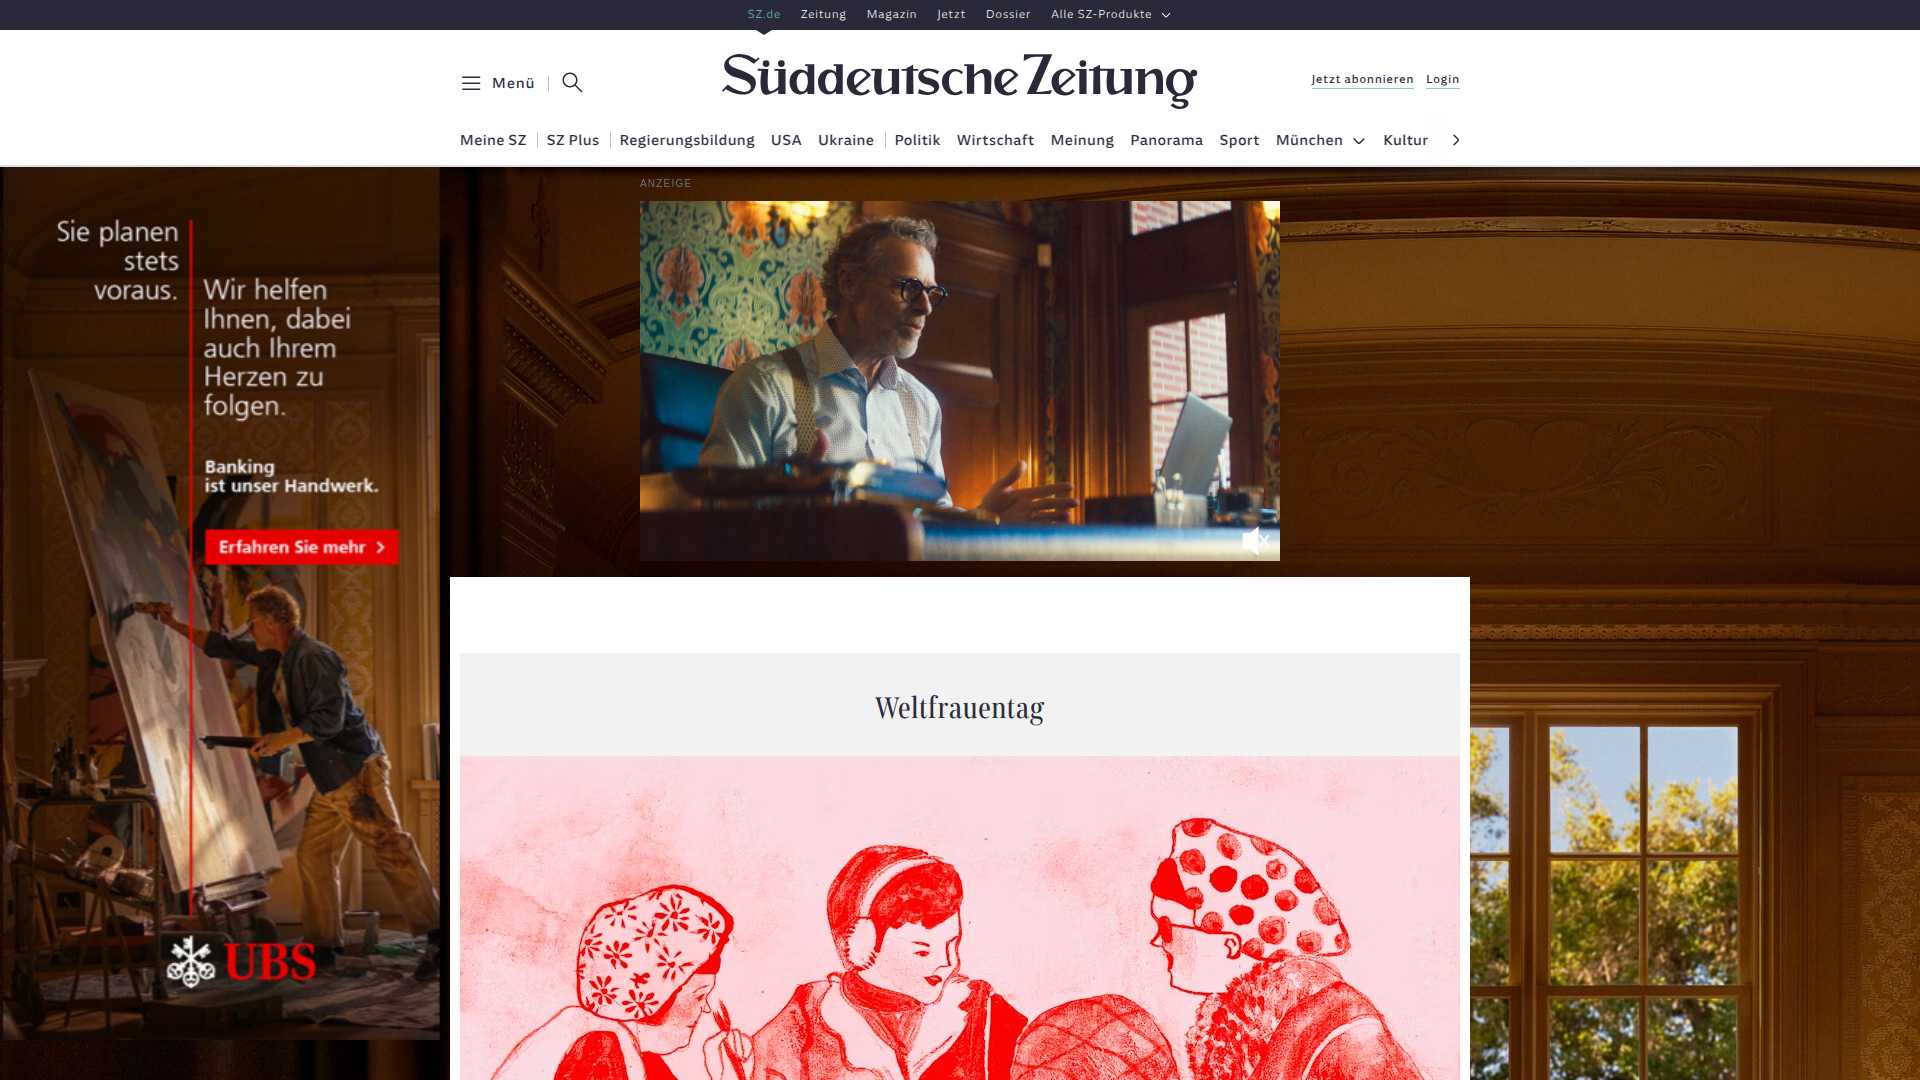 SZ.de Zeitung Magazin Jetzt Dossier Alle SZ-Produkte
Menü
Süddeutsche Zeitung
Jetzt abonnieren Login
Meine SZ SZ Plus Regierungsbildung USA Ukraine Politik Wirtschaft Meinung Panorama Sport München Kultur
ANZEIGE
Sie planen
stets
voraus.
Wir helfen
Ihnen, dabei
auch Ihrem
Herzen zu
folgen.
Banking
ist unser Handwerk.
Erfahren Sie mehr
UBS
Weltfrauentag